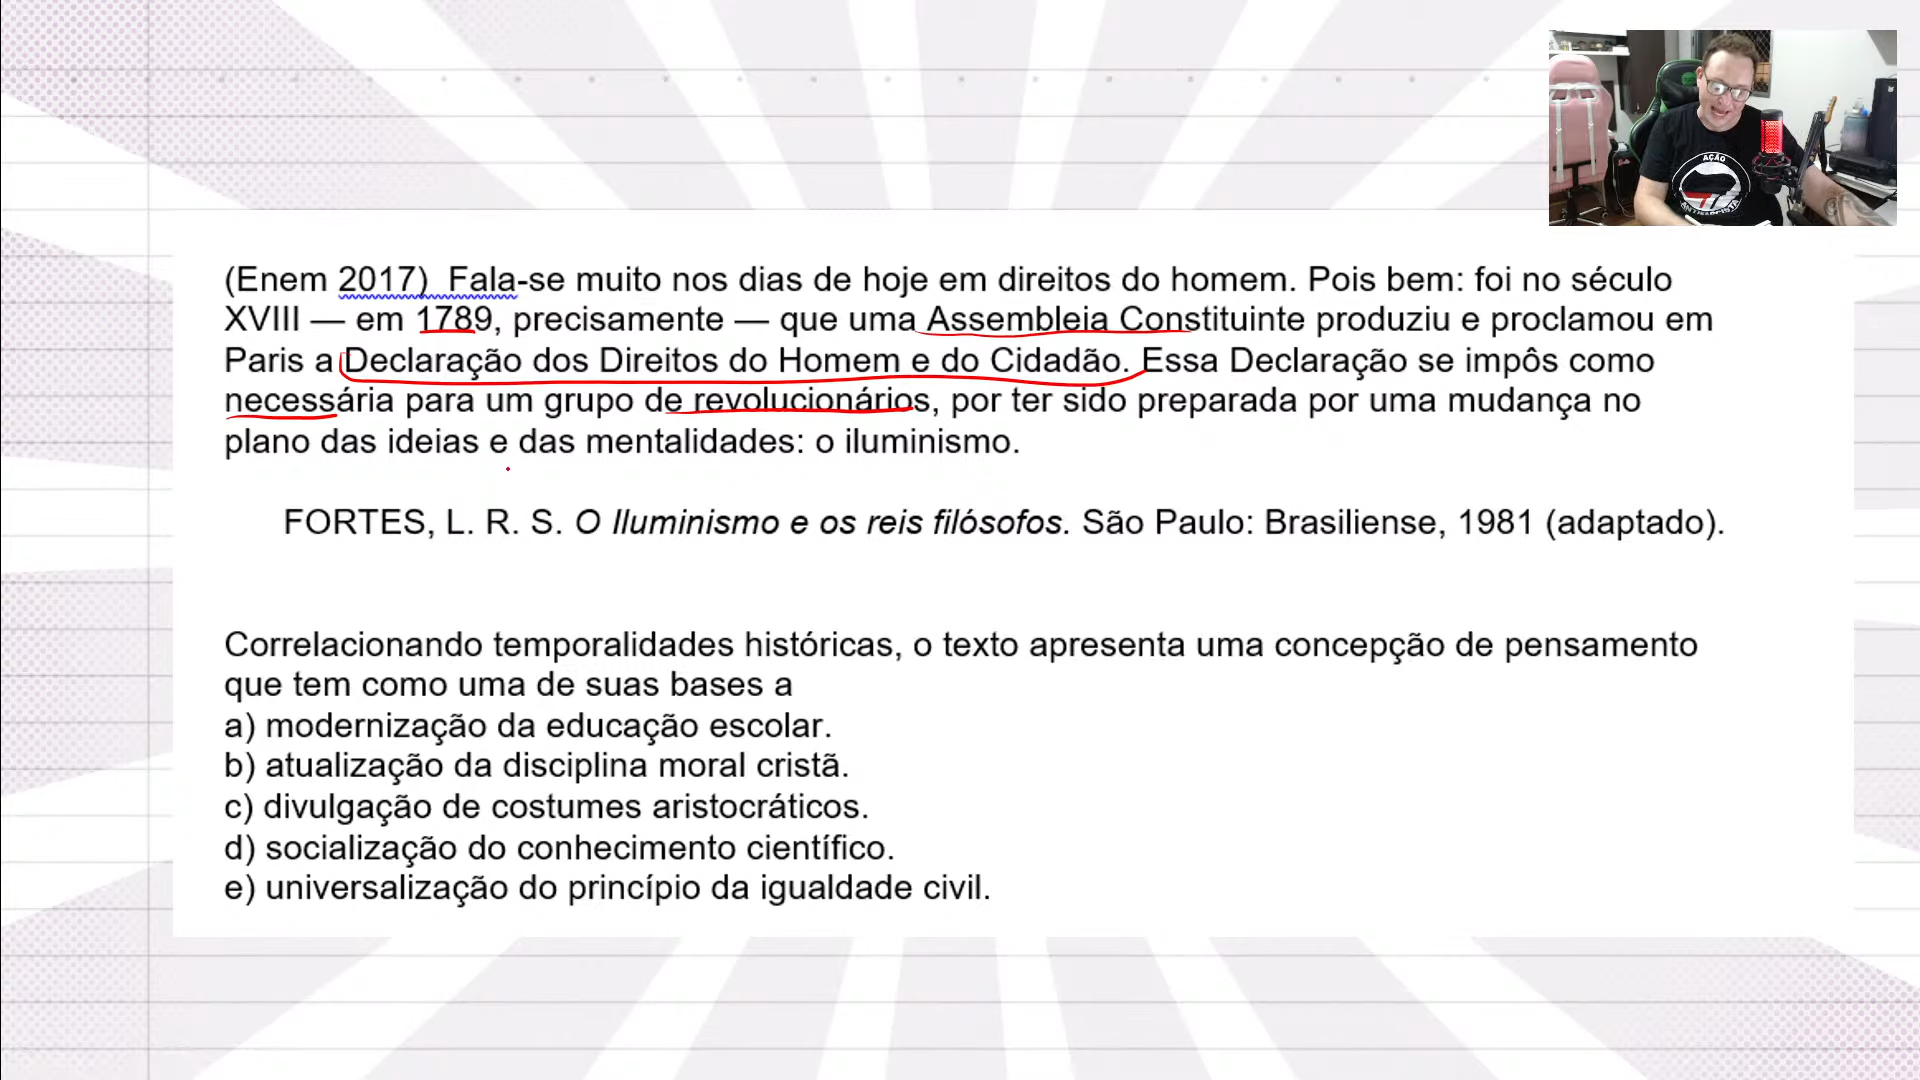 AÇÃO
ANTIFASCISTA
(Enem 2017)  Fala-se muito nos dias de hoje em direitos do homem. Pois bem: foi no século
XVIII — em 1789, precisamente — que uma Assembleia Constituinte produziu e proclamou em
Paris a Declaração dos Direitos do Homem e do Cidadão. Essa Declaração se impôs como
necessária para um grupo de revolucionários, por ter sido preparada por uma mudança no
plano das ideias e das mentalidades: o iluminismo.
FORTES, L. R. S. O Iluminismo e os reis filósofos. São Paulo: Brasiliense, 1981 (adaptado).
Correlacionando temporalidades históricas, o texto apresenta uma concepção de pensamento
que tem como uma de suas bases a
a) modernização da educação escolar.
b) atualização da disciplina moral cristã.
c) divulgação de costumes aristocráticos.
d) socialização do conhecimento científico.
e) universalização do princípio da igualdade civil.